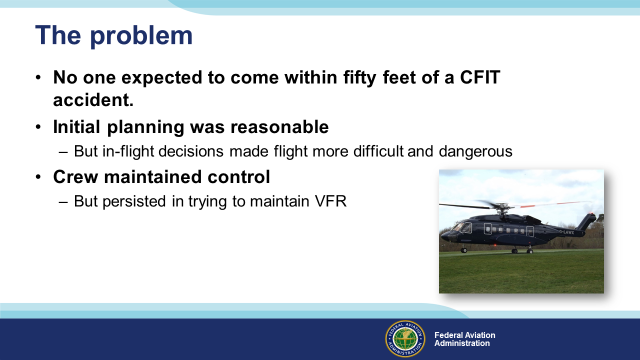 The problem
• No one expected to come within fifty feet of a CFIT
accident.
• Initial planning was reasonable
– But in-flight decisions made flight more difficult and dangerous
• Crew maintained control
– But persisted in trying to maintain VFR
Federal Aviation
Administration